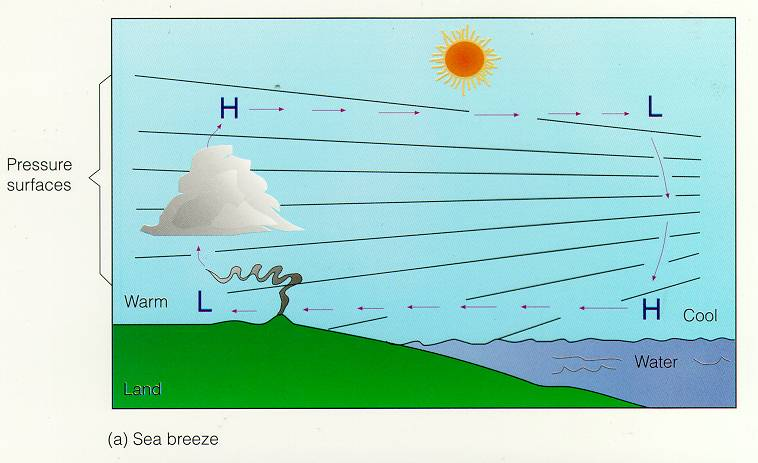 H
L
Pressure
surfaces
Warm
L
H
Cool
Water
Land
(a) Sea breeze